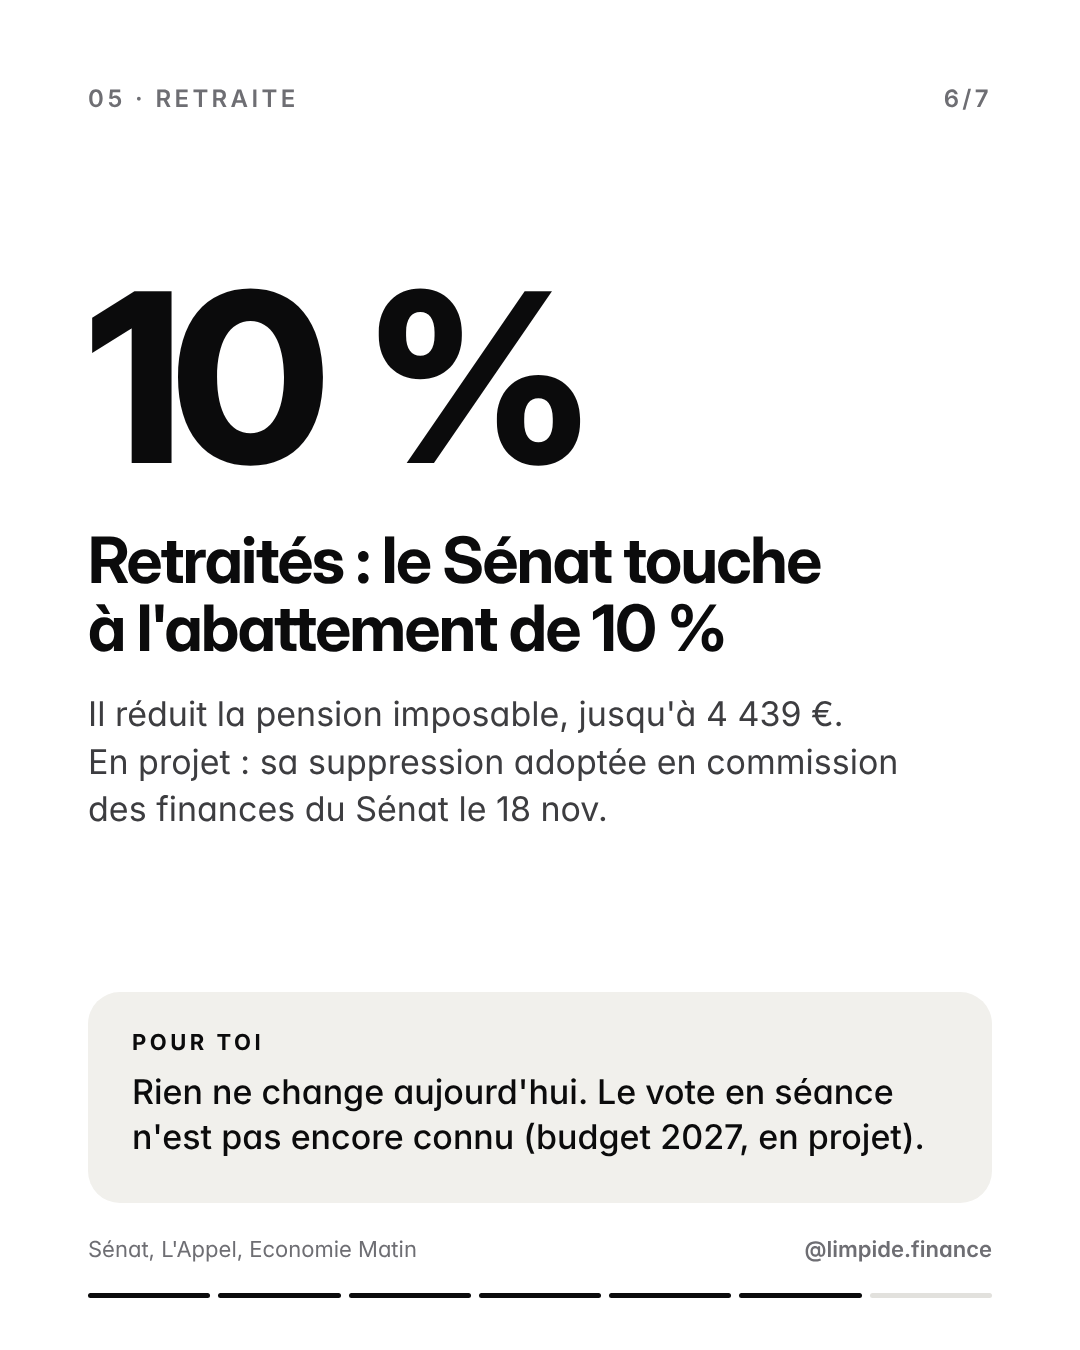 05 · RETRAITE
6/7
10 %
Retraités : le Sénat touche
à l'abattement de 10 %
Il réduit la pension imposable, jusqu'à 4 439 €.
En projet : sa suppression adoptée en commission
des finances du Sénat le 18 nov.
POUR TOI
Rien ne change aujourd'hui. Le vote en séance
n'est pas encore connu (budget 2027, en projet).
Sénat, L'Appel, Economie Matin
@limpide.finance